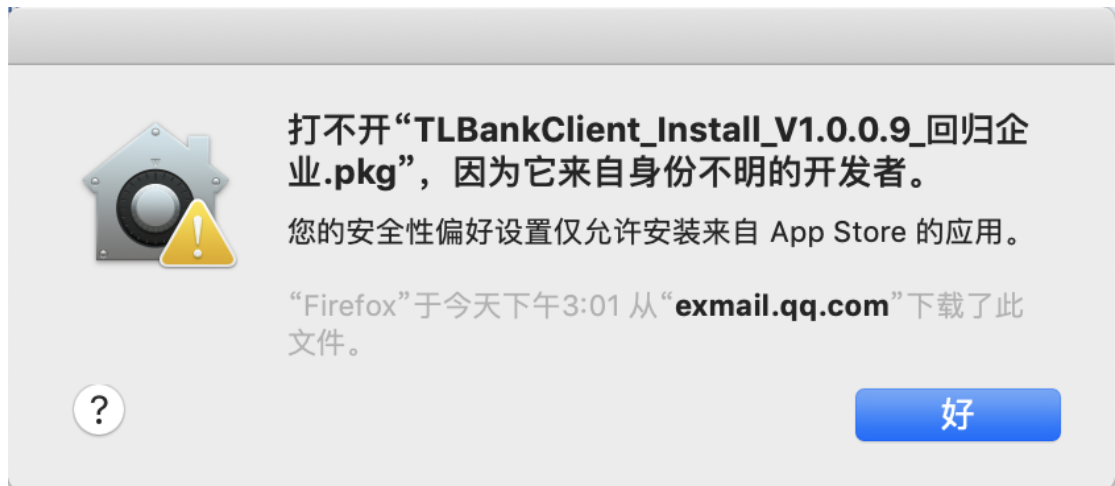 打不开“TLBankClient_Install_V1.0.0.9_回归企
业.pkg”，因为它来自身份不明的开发者。
您的安全性偏好设置仅允许安装来自 App Store 的应用。
“Firefox”于今天下午3:01 从“exmail.qq.com”下载了此
文件。
?
好